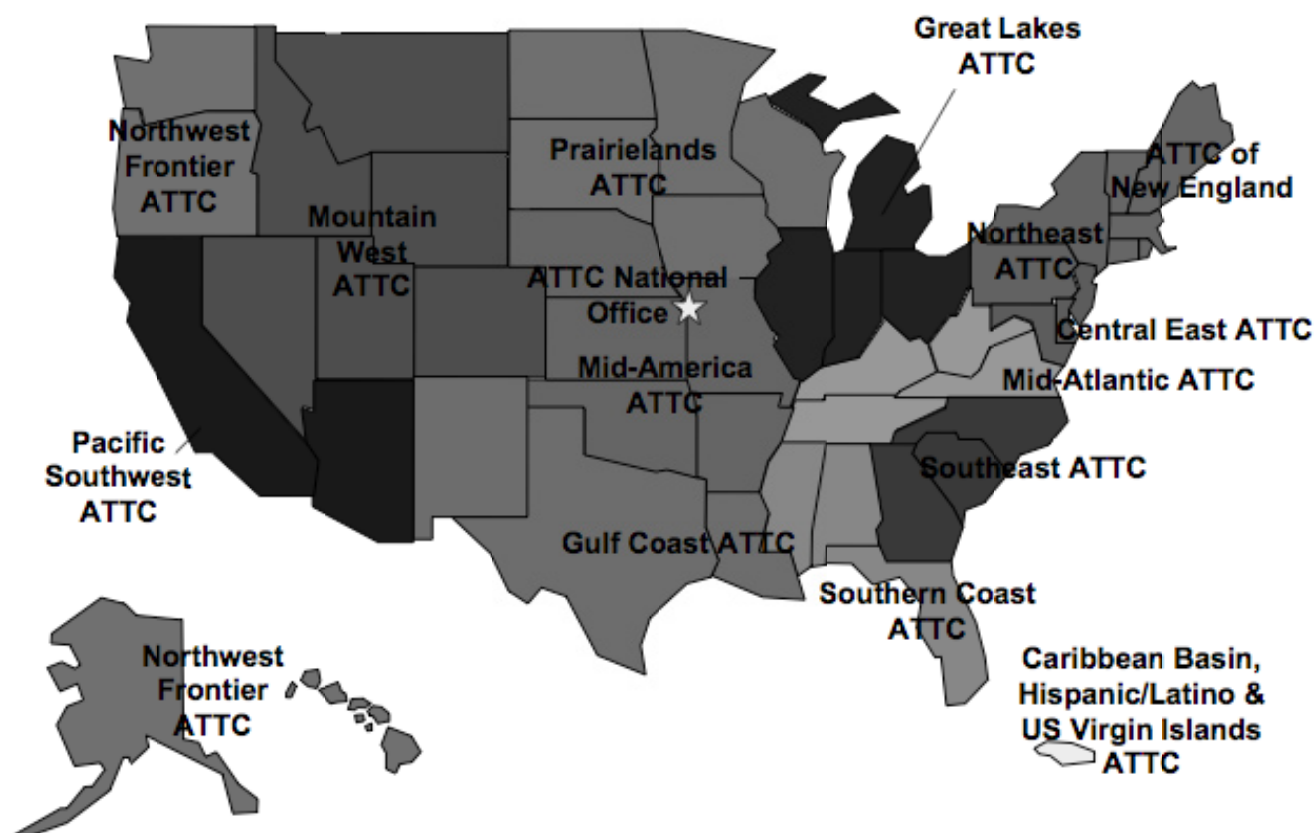 Great Lakes
ATTC
Northwest
Frontier
ATTC
Prairielands
ATTC
ATTC of
New England
Mountain
West
ATTC
Northeast
ATTC
ATTC National
Office
Central East ATTC
Mid-America
ATTC
Mid-Atlantic ATTC
Pacific
Southwest
ATTC
Southeast ATTC
Gulf Coast ATTC
Southern Coast
ATTC
Northwest
Frontier
ATTC
Caribbean Basin,
Hispanic/Latino &
US Virgin Islands
ATTC